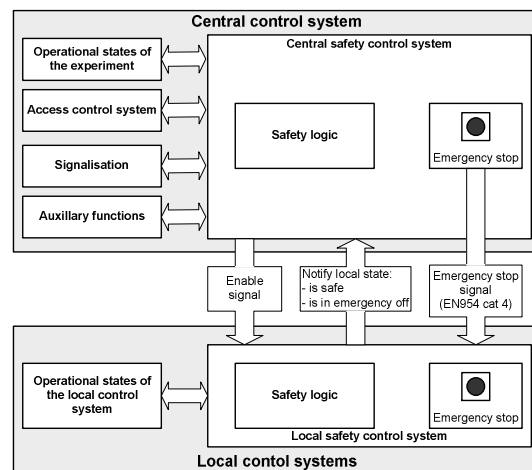 Central control system
Central safety control system
Operational states of
the experiment
Access control system
Signalisation
Auxillary functions
Safety logic
Emergency stop
Enable
signal
Notify local state:
- is safe
- is in emergency off
Emergency stop
signal
(EN954 cat 4)
Operational states of
the local control
system
Safety logic
Emergency stop
Local safety control system
Local contol systems